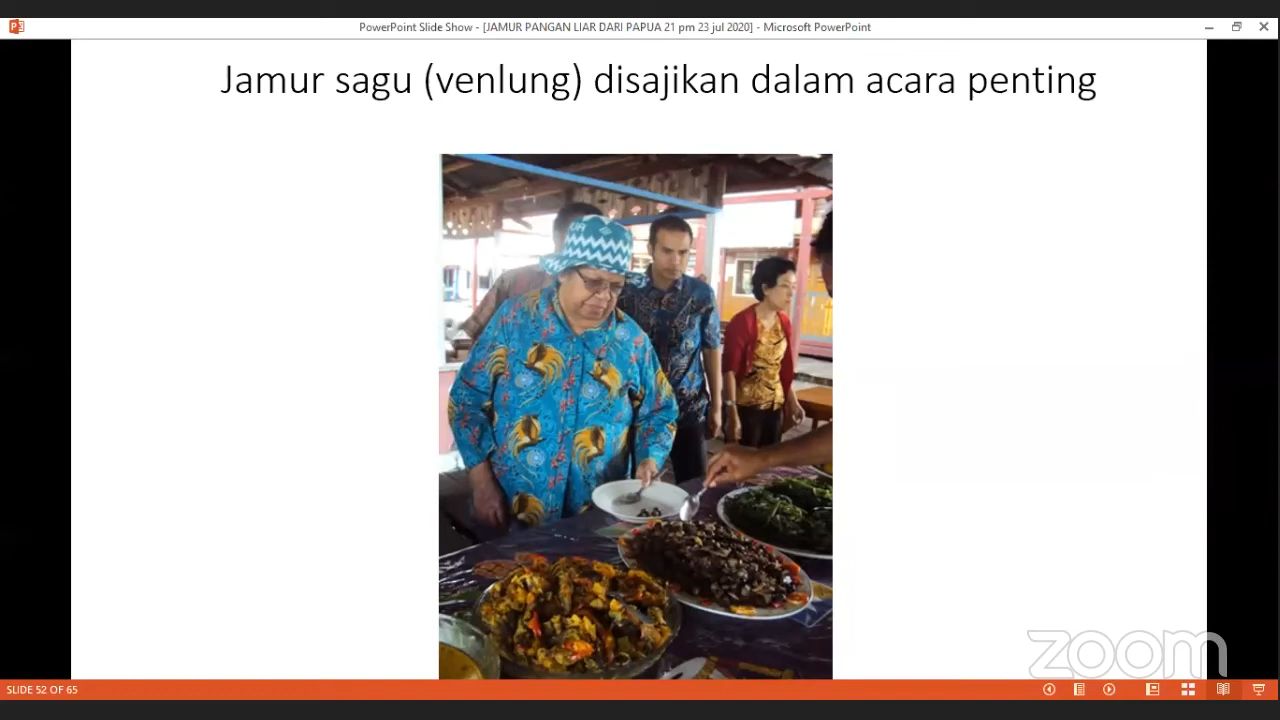 PowerPoint Slide Show - [JAMUR PANGAN LIAR DARI PAPUA 21 pm 23 jul 2020] - Microsoft PowerPoint
Jamur sagu (venlung) disajikan dalam acara penting
zoom
SLIDE 52 OF 65